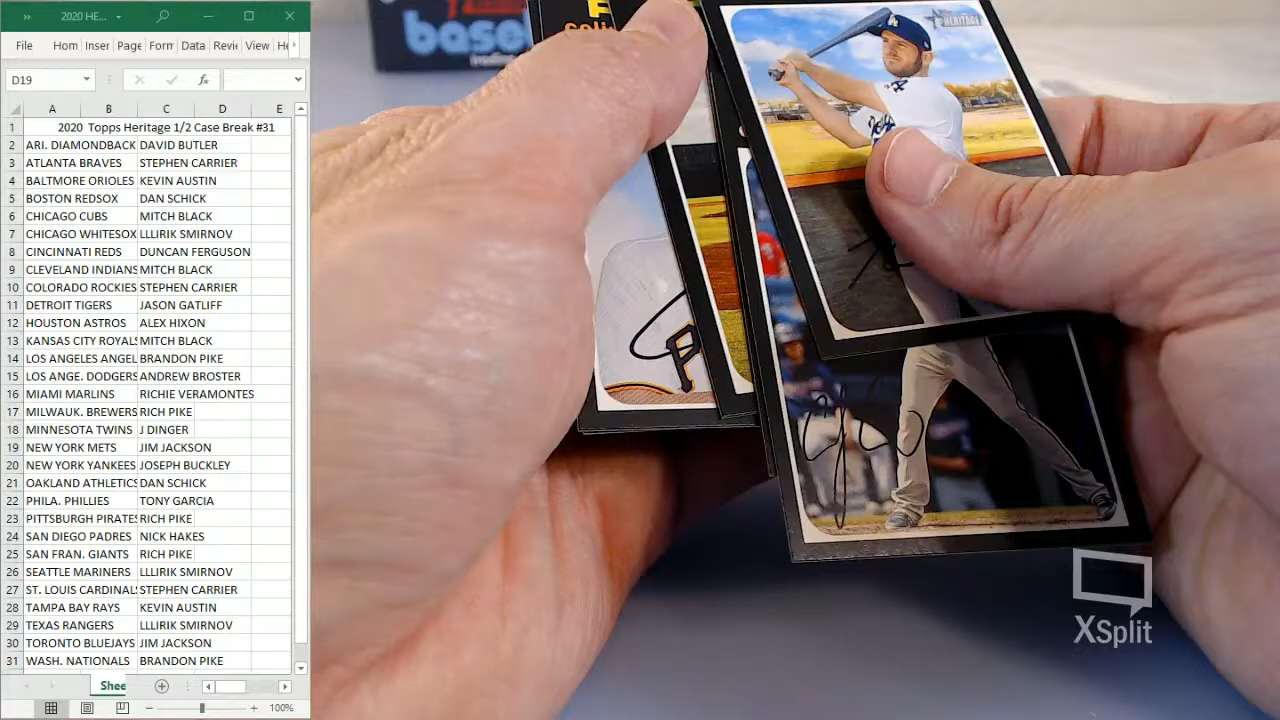 2020 HE...
File Hom Inser Page Form Data Revie View He
D19
fx
A B C D E
1 2020 Topps Heritage 1/2 Case Break #31
2 ARI. DIAMONDBACK DAVID BUTLER
3 ATLANTA BRAVES STEPHEN CARRIER
4 BALTMORE ORIOLES KEVIN AUSTIN
5 BOSTON REDSOX DAN SCHICK
6 CHICAGO CUBS MITCH BLACK
7 CHICAGO WHITESOX LLLIRIK SMIRNOV
8 CINCINNATI REDS DUNCAN FERGUSON
9 CLEVELAND INDIANS MITCH BLACK
10 COLORADO ROCKIES STEPHEN CARRIER
11 DETROIT TIGERS JASON GATLIFF
12 HOUSTON ASTROS ALEX HIXON
13 KANSAS CITY ROYALS MITCH BLACK
14 LOS ANGELES ANGEL BRANDON PIKE
15 LOS ANGE. DODGERS ANDREW BROSTER
16 MIAMI MARLINS RICHIE VERAMONTES
17 MILWAUK. BREWERS RICH PIKE
18 MINNESOTA TWINS J DINGER
19 NEW YORK METS JIM JACKSON
20 NEW YORK YANKEES JOSEPH BUCKLEY
21 OAKLAND ATHLETICS DAN SCHICK
22 PHILA. PHILLIES TONY GARCIA
23 PITTSBURGH PIRATES RICH PIKE
24 SAN DIEGO PADRES NICK HAKES
25 SAN FRAN. GIANTS RICH PIKE
26 SEATTLE MARINERS LLLIRIK SMIRNOV
27 ST. LOUIS CARDINAL STEPHEN CARRIER
28 TAMPA BAY RAYS KEVIN AUSTIN
29 TEXAS RANGERS LLLIRIK SMIRNOV
30 TORONTO BLUEJAYS JIM JACKSON
31 WASH. NATIONALS BRANDON PIKE
Shee
100%
HERITAGE
XSplit